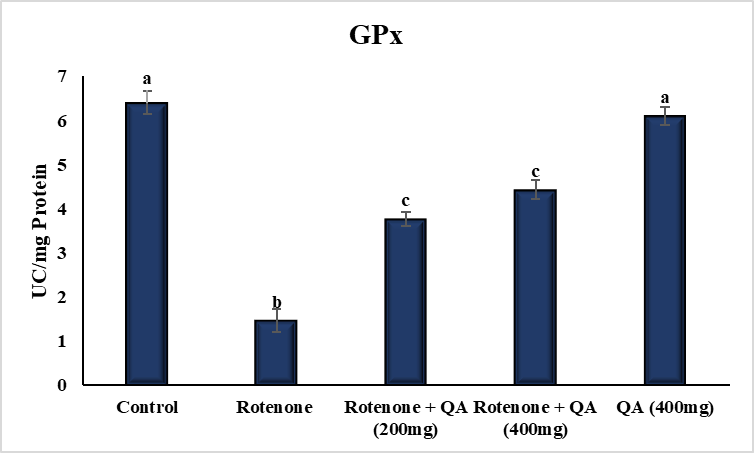 GPx
UC/mg Protein
7
6
5
4
3
2
1
0
a
b
c
c
a
Control
Rotenone
Rotenone + QA
(200mg)
Rotenone + QA
(400mg)
QA (400mg)